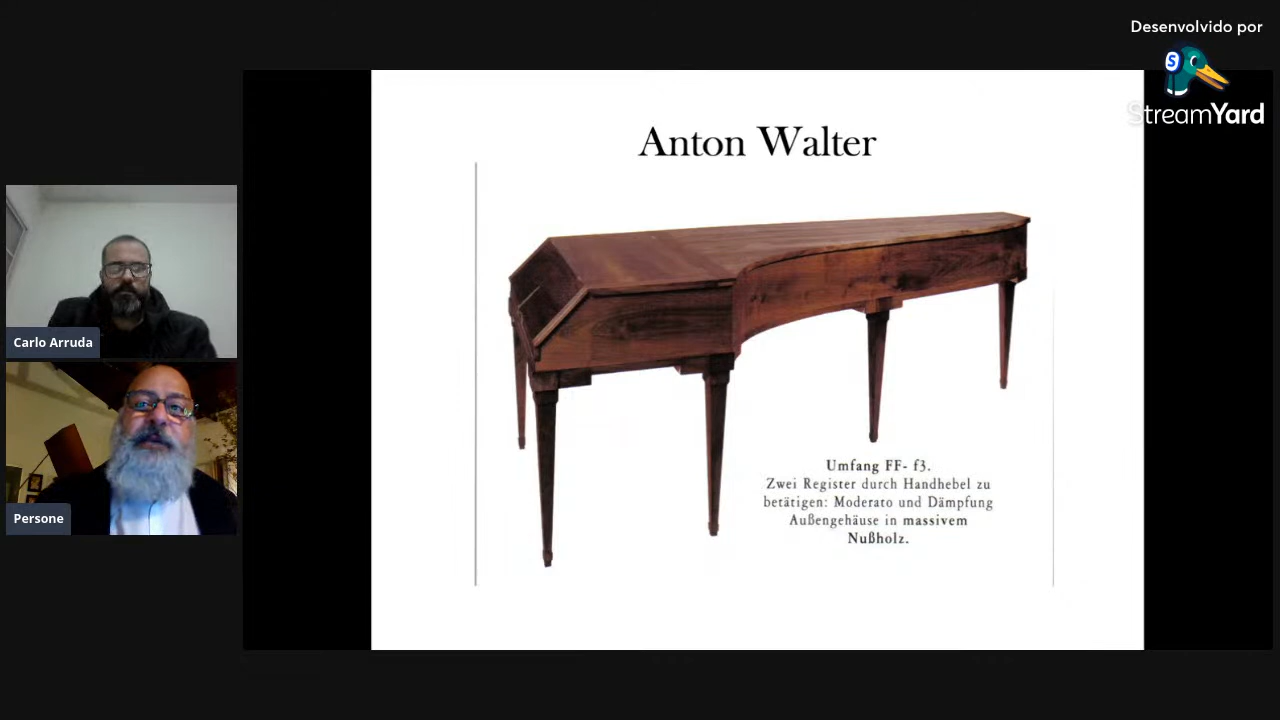 Desenvolvido por
StreamYard
Anton Walter
Carlo Arruda
Persone
Umfang FF- f3.
Zwei Register durch Handhebel zu
betätigen: Moderato und Dämpfung
Außengehäuse in massivem
Nußholz.